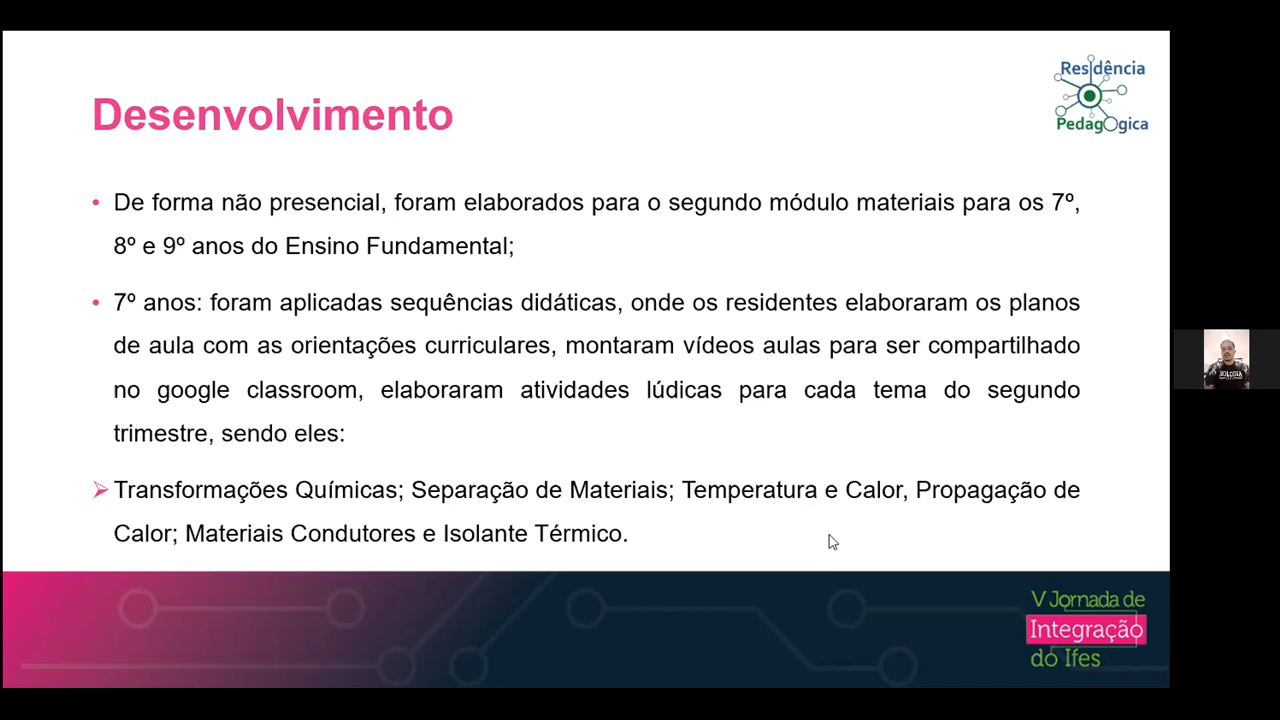 Residência
Pedagógica
Desenvolvimento
• De forma não presencial, foram elaborados para o segundo módulo materiais para os 7º,
8º e 9º anos do Ensino Fundamental;
• 7º anos: foram aplicadas sequências didáticas, onde os residentes elaboraram os planos
de aula com as orientações curriculares, montaram vídeos aulas para ser compartilhado
no google classroom, elaboraram atividades lúdicas para cada tema do segundo
trimestre, sendo eles:
➢ Transformações Químicas; Separação de Materiais; Temperatura e Calor, Propagação de
Calor; Materiais Condutores e Isolante Térmico.
V Jornada de
Integração
do Ifes